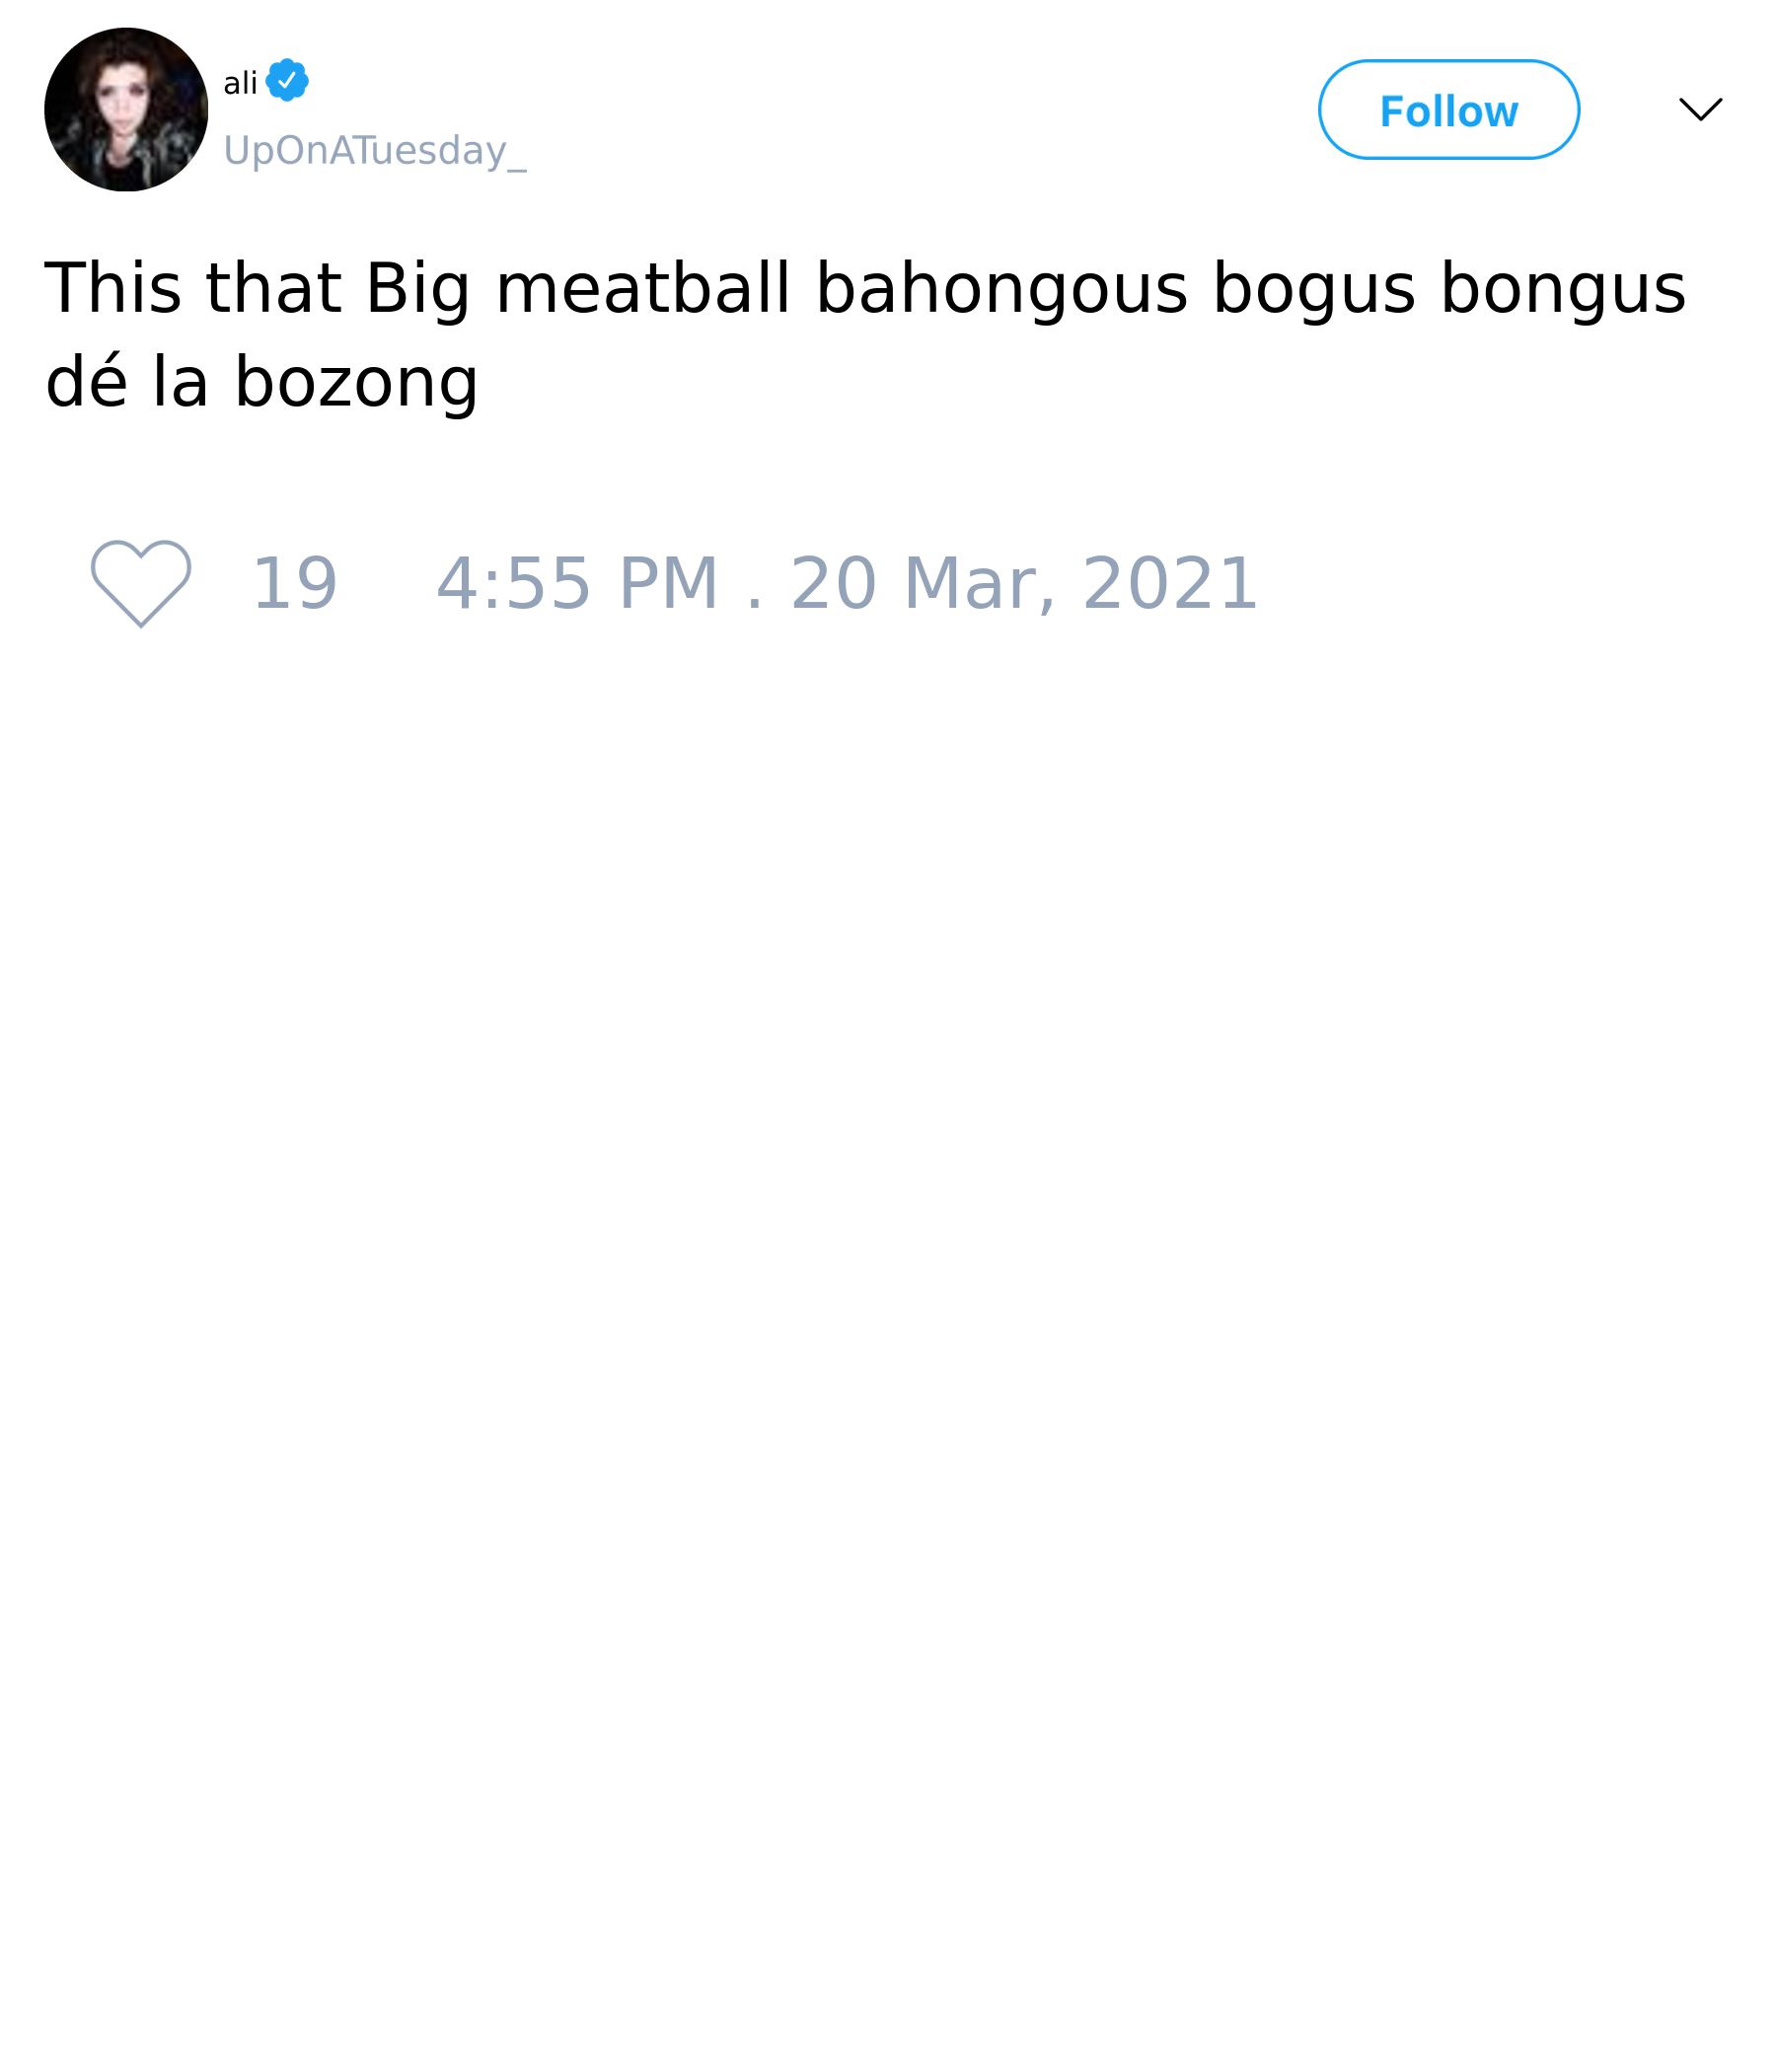 ali
Follow
UpOnATuesday_
This that Big meatball bahongous bogus bongus
dé la bozong
19 4:55 PM . 20 Mar, 2021